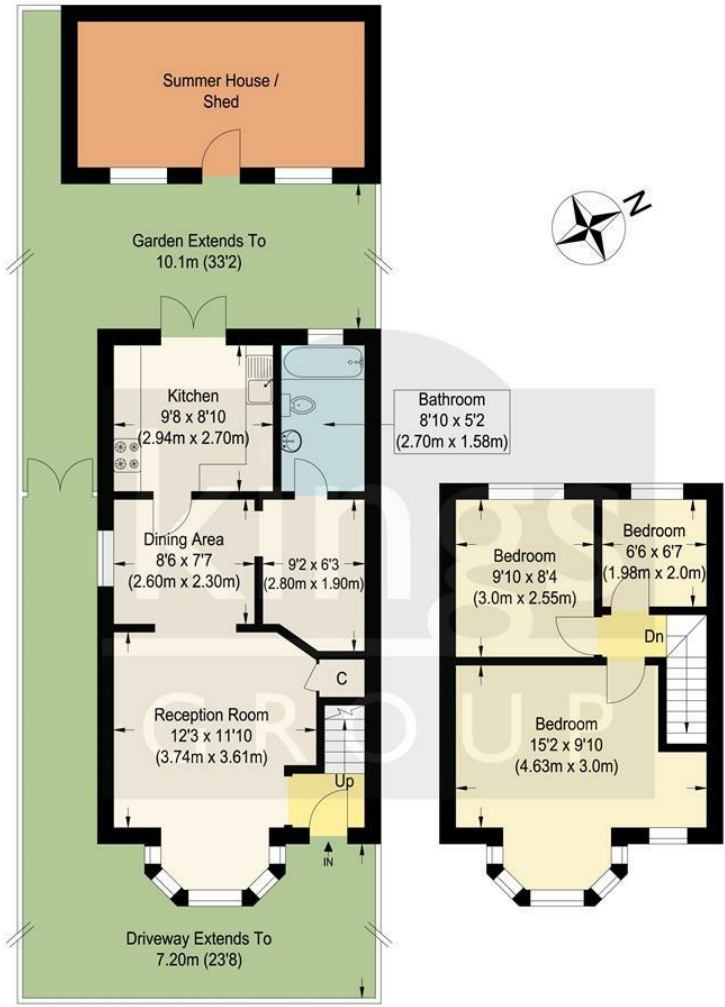 Summer House /
Shed
N
Garden Extends To
10.1m (33'2)
Kitchen
9'8 x 8'10
(2.94m x 2.70m)
Bathroom
8'10 x 5'2
(2.70m x 1.58m)
Dining Area
8'6 x 7'7
(2.60m x 2.30m)
9'2 x 6'3
(2.80m x 1.90m)
Bedroom
9'10 x 8'4
(3.0m x 2.55m)
Bedroom
6'6 x 6'7
(1.98m x 2.0m)
Dn
C
Reception Room
12'3 x 11'10
(3.74m x 3.61m)
Up
Bedroom
15'2 x 9'10
(4.63m x 3.0m)
IN
Driveway Extends To
7.20m (23'8)
kings
GROUP